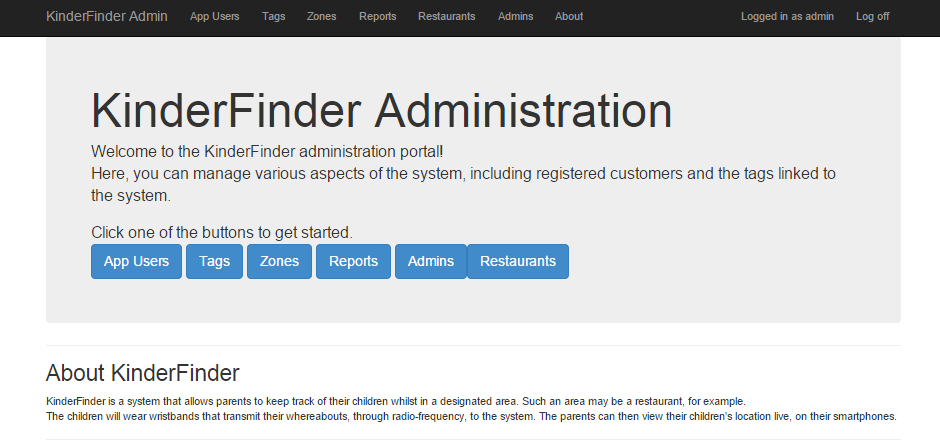 KinderFinder Admin App Users Tags Zones Reports Restaurants Admins About Logged in as admin Log off
KinderFinder Administration
Welcome to the KinderFinder administration portal!
Here, you can manage various aspects of the system, including registered customers and the tags linked to
the system.
Click one of the buttons to get started.
App Users Tags Zones Reports Admins Restaurants
About KinderFinder
KinderFinder is a system that allows parents to keep track of their children whilst in a designated area. Such an area may be a restaurant, for example.
The children will wear wristbands that transmit their whereabouts, through radio-frequency, to the system. The parents can then view their children's location live, on their smartphones.